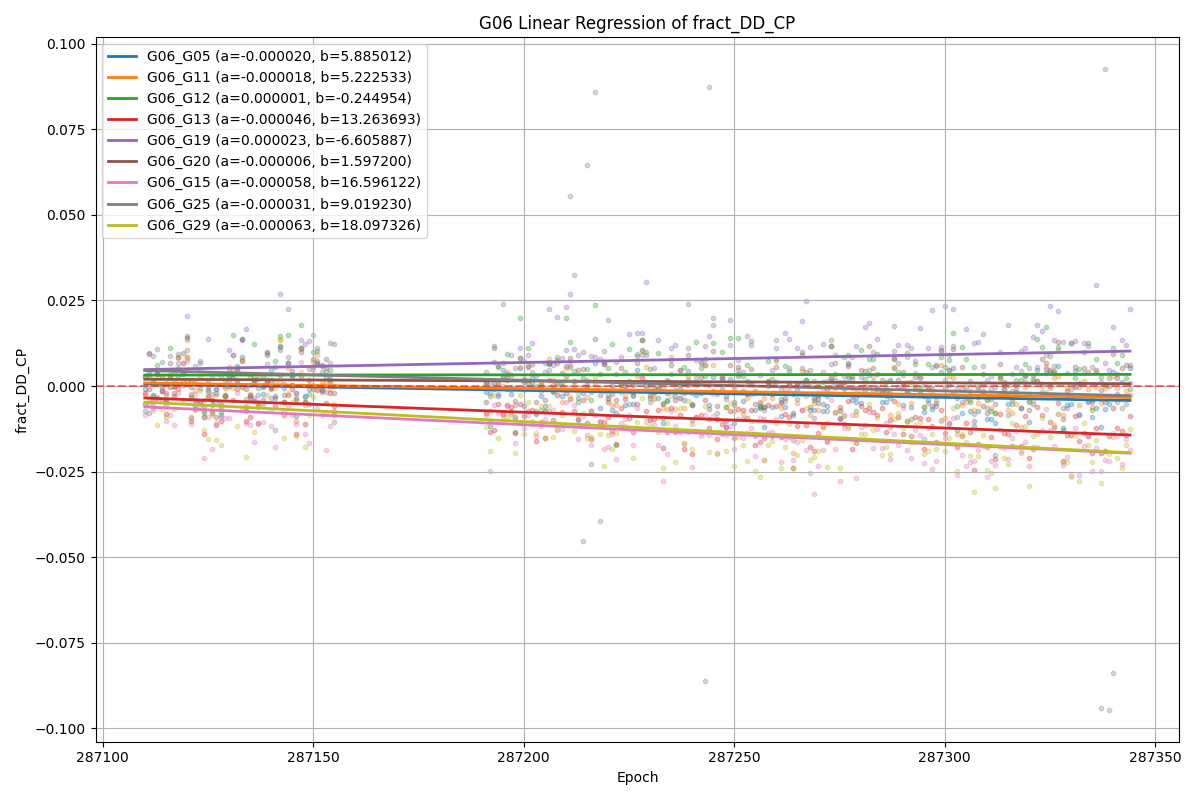 G06 Linear Regression of fract_DD_CP
G06_G05 (a=-0.000020, b=5.885012)
G06_G11 (a=-0.000018, b=5.222533)
G06_G12 (a=0.000001, b=-0.244954)
G06_G13 (a=-0.000046, b=13.263693)
G06_G19 (a=0.000023, b=-6.605887)
G06_G20 (a=-0.000006, b=1.597200)
G06_G15 (a=-0.000058, b=16.596122)
G06_G25 (a=-0.000031, b=9.019230)
G06_G29 (a=-0.000063, b=18.097326)
fract_DD_CP
0.100
0.075
0.050
0.025
0.000
−0.025
−0.050
−0.075
−0.100
287100 287150 287200 287250 287300 287350
Epoch